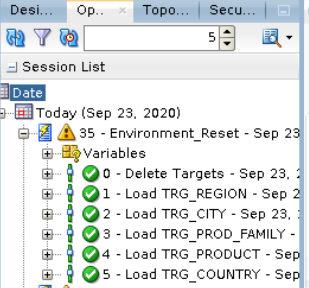 Desi... Op... × Topo... Secu...
5
Session List
Date
Today (Sep 23, 2020)
35 - Environment_Reset - Sep 23
Variables
0 - Delete Targets - Sep 23, 2
1 - Load TRG_REGION - Sep 2
2 - Load TRG_CITY - Sep 23,
3 - Load TRG_PROD_FAMILY -
4 - Load TRG_PRODUCT - Sep
5 - Load TRG_COUNTRY - Sep